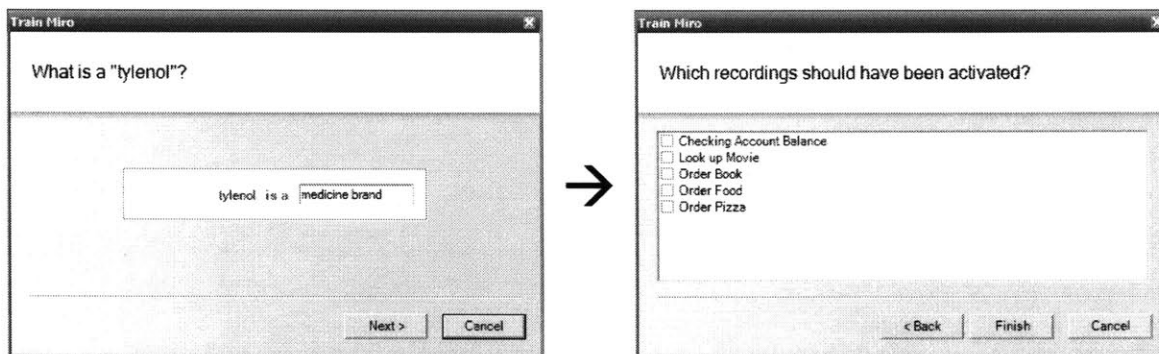 Train Miro
What is a "tylenol"?
tylenol is a medicine brand
Next >
Cancel
Train Miro
Which recordings should have been activated?
Checking Account Balance
Look up Movie
Order Book
Order Food
Order Pizza
< Back
Finish
Cancel